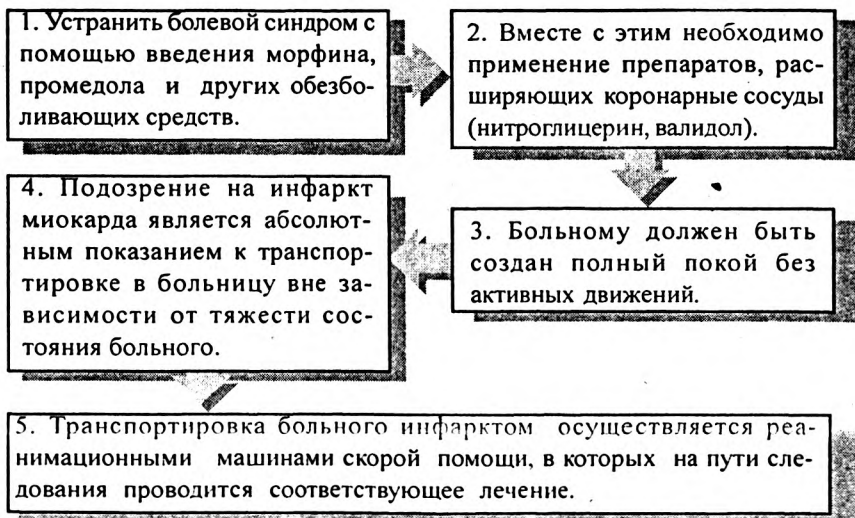 1. Устранить болевой синдром с
помощью введения морфина,
промедола и других обезбо-
ливающих средств.
2. Вместе с этим необходимо
применение препаратов, рас-
ширяющих коронарные сосуды
(нитроглицерин, валидол).
3. Больному должен быть
создан полный покой без
активных движений.
4. Подозрение на инфаркт
миокарда является абсолют-
ным показанием к транспор-
тировке в больницу вне за-
висимости от тяжести сос-
тояния больного.
5. Транспортировка больного инфарктом осуществляется реа-
нимационными машинами скорой помощи, в которых на пути сле-
дования проводится соответствующее лечение.